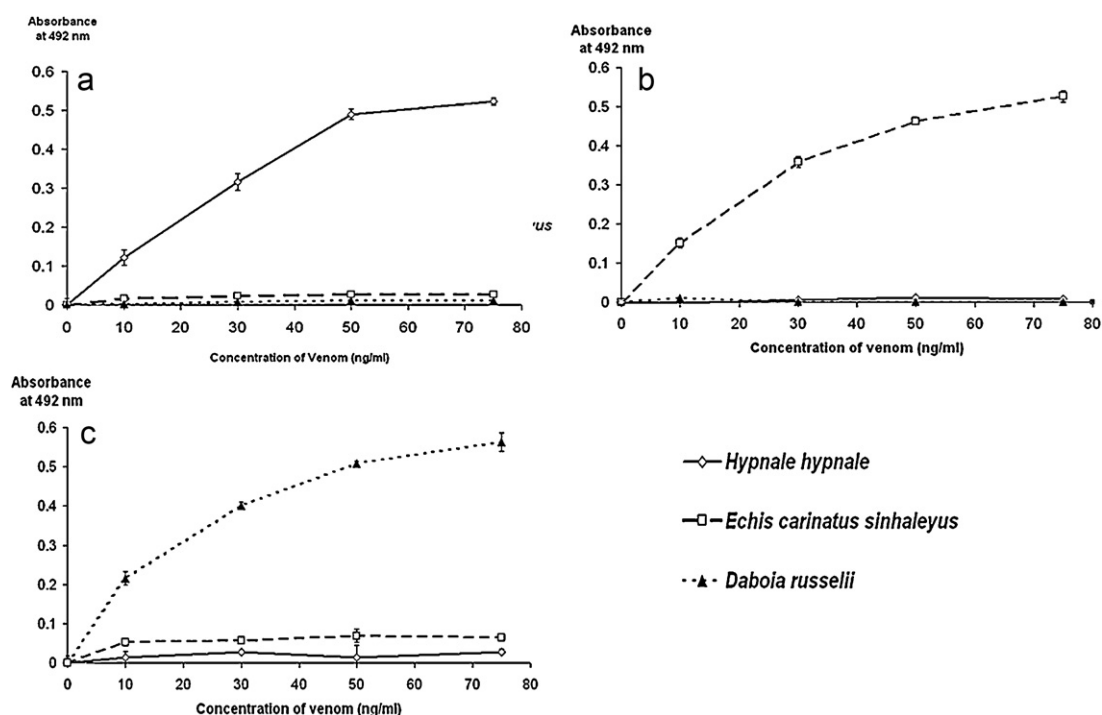 Absorbance
at 492 nm
a
0.6
0.5
0.4
0.3
0.2
0.1
0
0 10 20 30 40 50 60 70 80
Concentration of Venom (ng/ml)
Absorbance
at 492 nm
b
0.6
0.5
0.4
0.3
0.2
0.1
0
'us
0 10 20 30 40 50 60 70 80
Concentration of venom (ng/ml)
Absorbance
at 492 nm
c
0.6
0.5
0.4
0.3
0.2
0.1
0
0 10 20 30 40 50 60 70 80
Concentration of venom (ng/ml)
Hypnale hypnale
Echis carinatus sinhaleyus
Daboia russelii